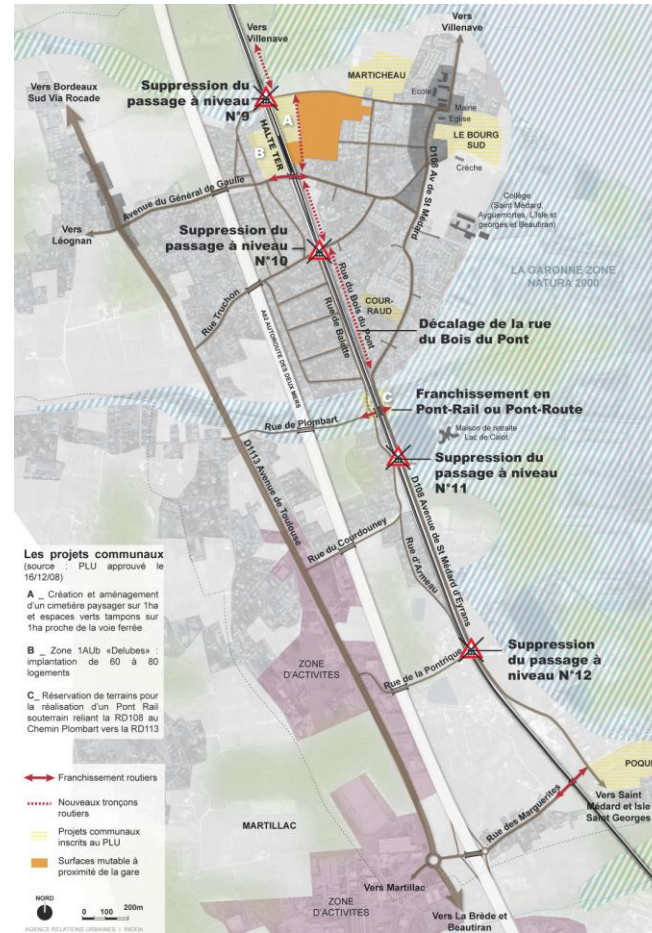 Vers
Villenave
Vers
Villenave
Vers Bordeaux
Sud Via Rocade
Suppression du
passage à niveau
N°9
MARTICHEAU
Ecole
Mairie
Eglise
LE BOURG
SUD
Crèche
A
B
HALTE TER
D108 Av de St Médard
Avenue du Général de Gaulle
Vers
Léognan
Collège
(Saint Médard,
Ayguemortes, L'Isle st
georges et Beautiran)
Suppression du
passage à niveau
N°10
LA GARONNE ZONE
NATURA 2000
Rue Truchon
Rue du Bois du Pont
Rue de Balette
COUR-
RAUD
A62 AUTOROUTE DES DEUX MERS
Décalage de la rue
du Bois du Pont
C
Franchissement en
Pont-Rail ou Pont-Route
Rue de Plombart
Maison de retraite
Lac de Calot
Suppression du
passage à niveau
N°11
D1113 Avenue de Toulouse
D108 Avenue de St Médard d'Eyrans
Rue du Courdouney
Rue d'Armeau
Les projets communaux
(source : PLU approuvé le
16/12/08)
A _ Création et aménagement
d'un cimetière paysager sur 1ha
et espaces verts tampons sur
1ha proche de la voie ferrée
B _ Zone 1AUb «Delubes» :
implantation de 60 à 80
logements
C_ Réservation de terrains pour
la réalisation d'un Pont Rail
souterrain reliant la RD108 au
Chemin Plombart vers la RD113
Suppression
du passage à
niveau N°12
Rue de la Pontrique
ZONE
D'ACTIVITES
POQUE
Vers Saint
Médard et Isle
Saint Georges
Rue des Marguerites
Franchissement routiers
Nouveaux tronçons
routiers
Projets communaux
inscrits au PLU
Surfaces mutable à
proximité de la gare
MARTILLAC
Vers Martillac
ZONE
D'ACTIVITES
Vers La Brède et
Beautiran
NORD
0 100 200m
AGENCE RELATIONS URBAINES I